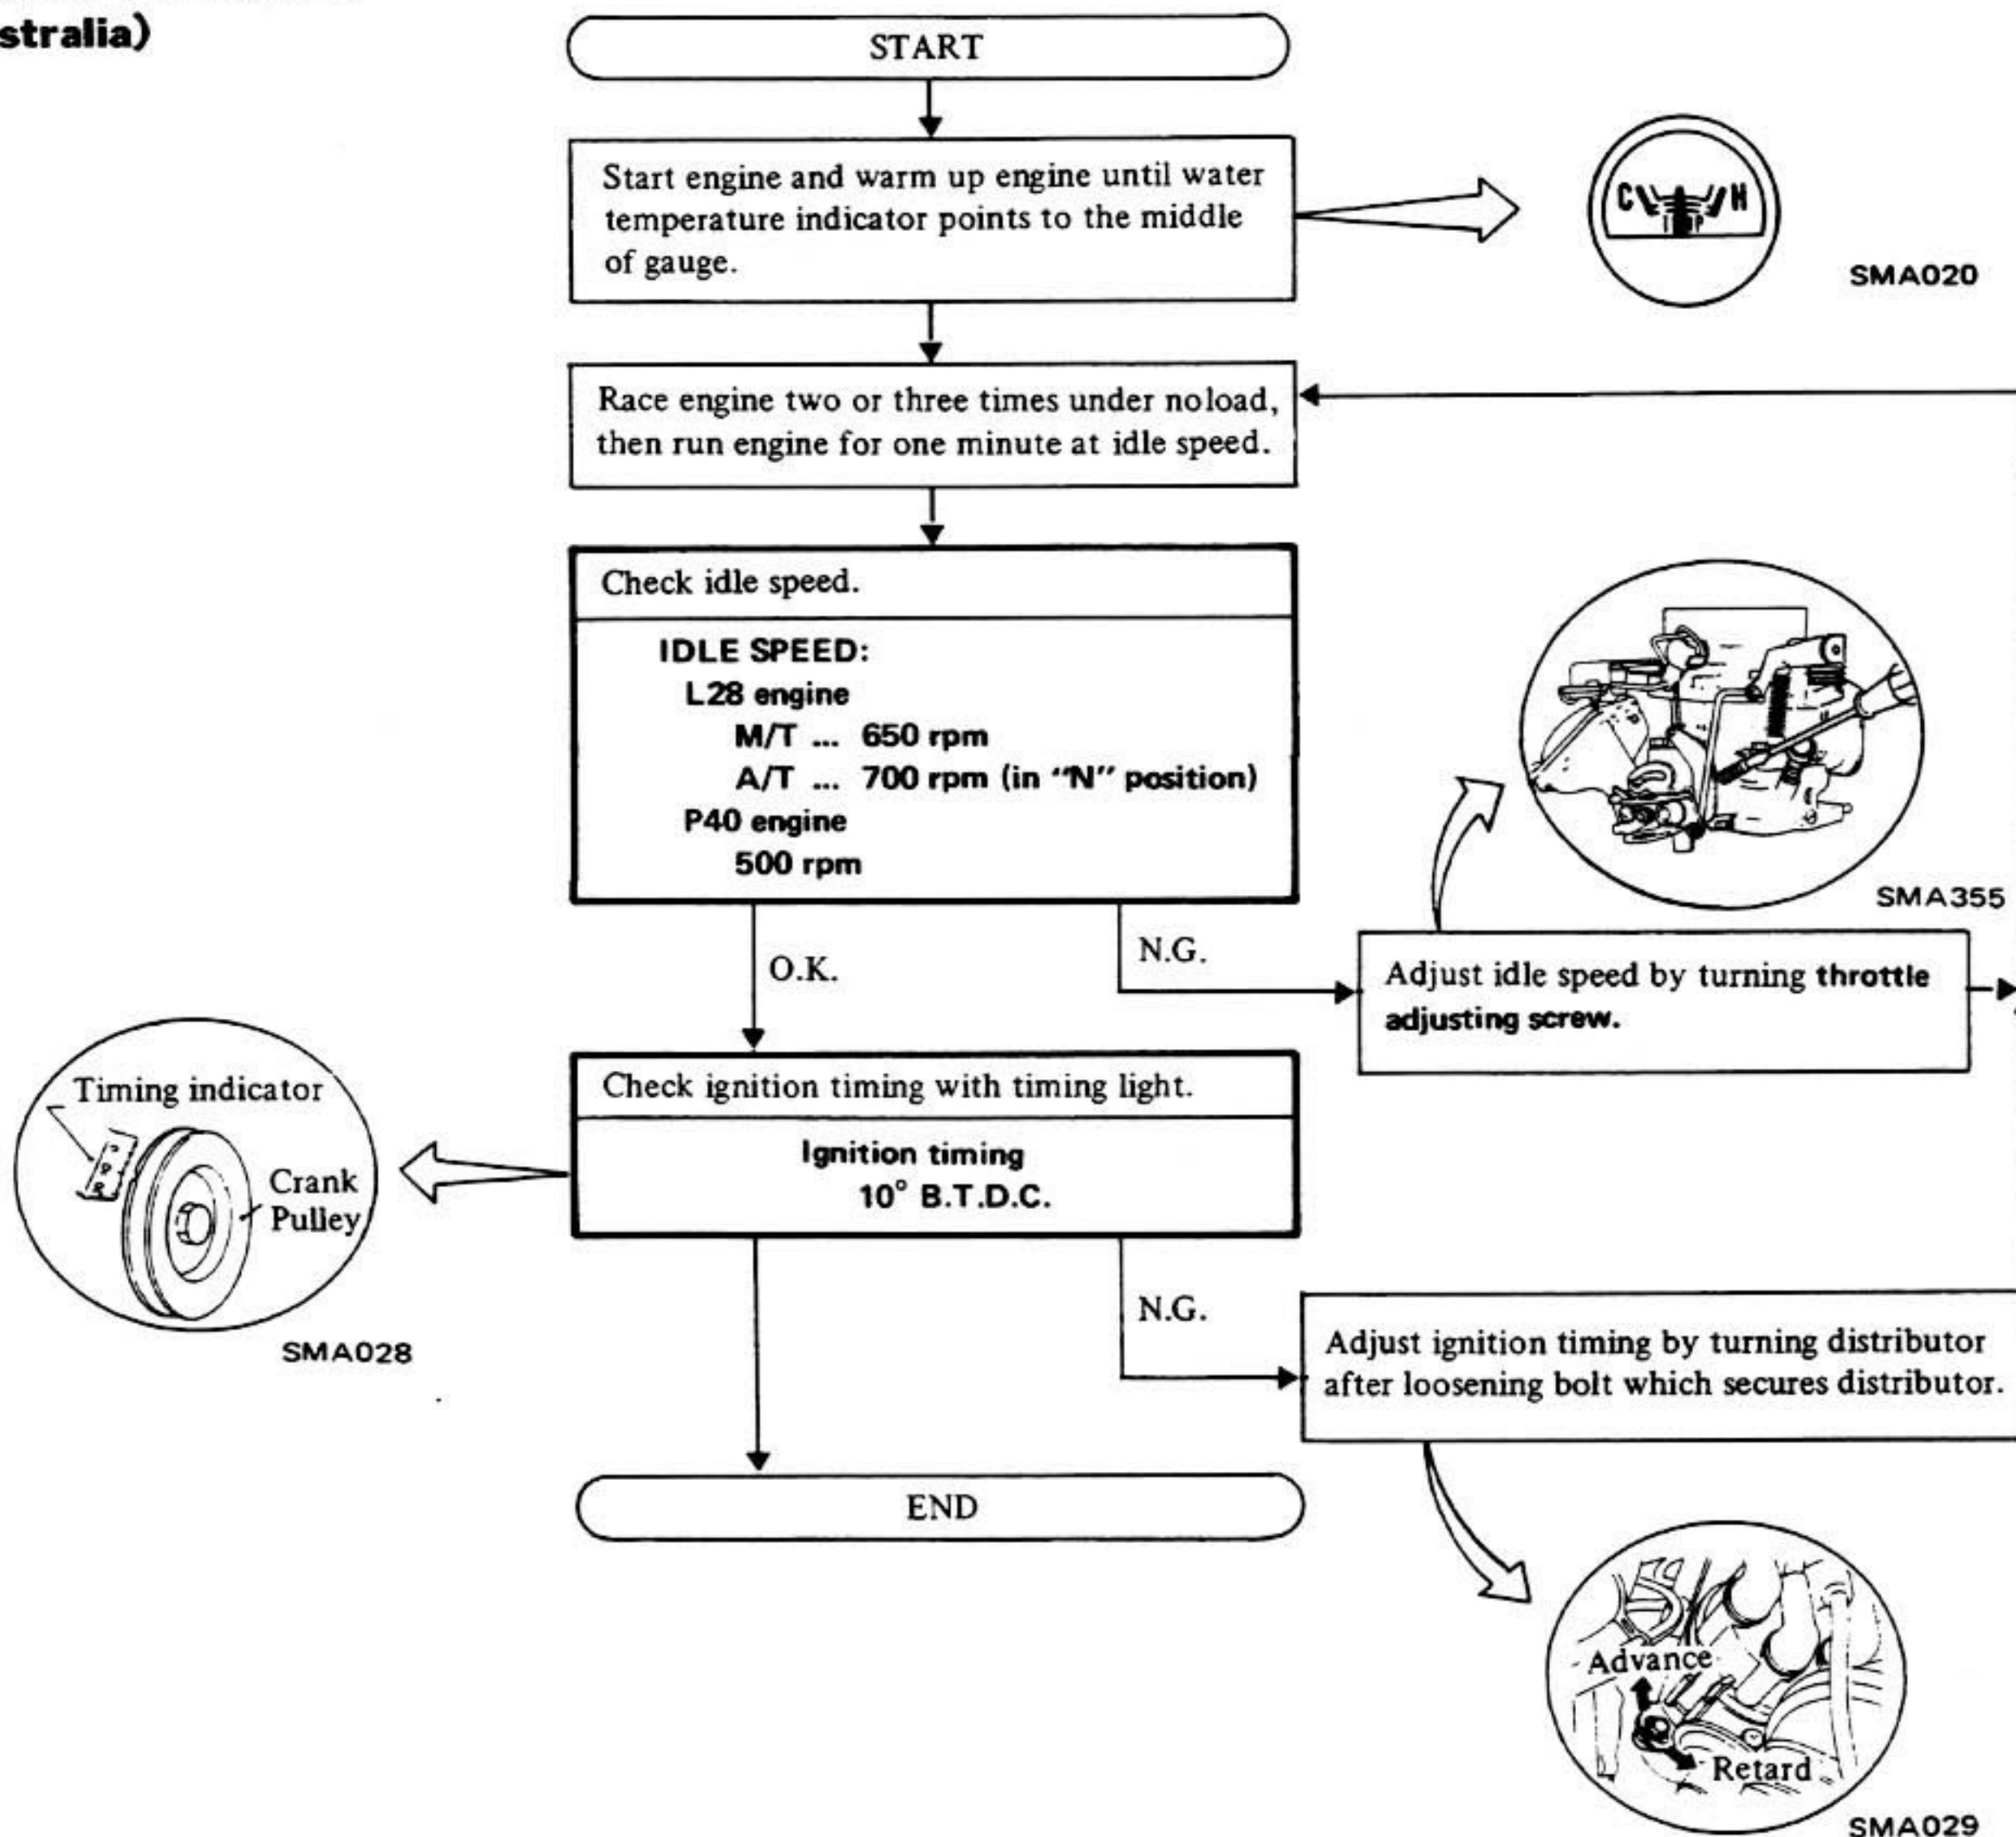 stralia)
START
Start engine and warm up engine until water
temperature indicator points to the middle
of gauge.
C H
SMA020
Race engine two or three times under noload,
then run engine for one minute at idle speed.
Check idle speed.
IDLE SPEED:
L28 engine
M/T ... 650 rpm
A/T ... 700 rpm (in "N" position)
P40 engine
500 rpm
SMA355
O.K.
N.G.
Adjust idle speed by turning throttle
adjusting screw.
Timing indicator
Crank
Pulley
SMA028
Check ignition timing with timing light.
Ignition timing
10° B.T.D.C.
N.G.
Adjust ignition timing by turning distributor
after loosening bolt which secures distributor.
END
Advance
Retard
SMA029